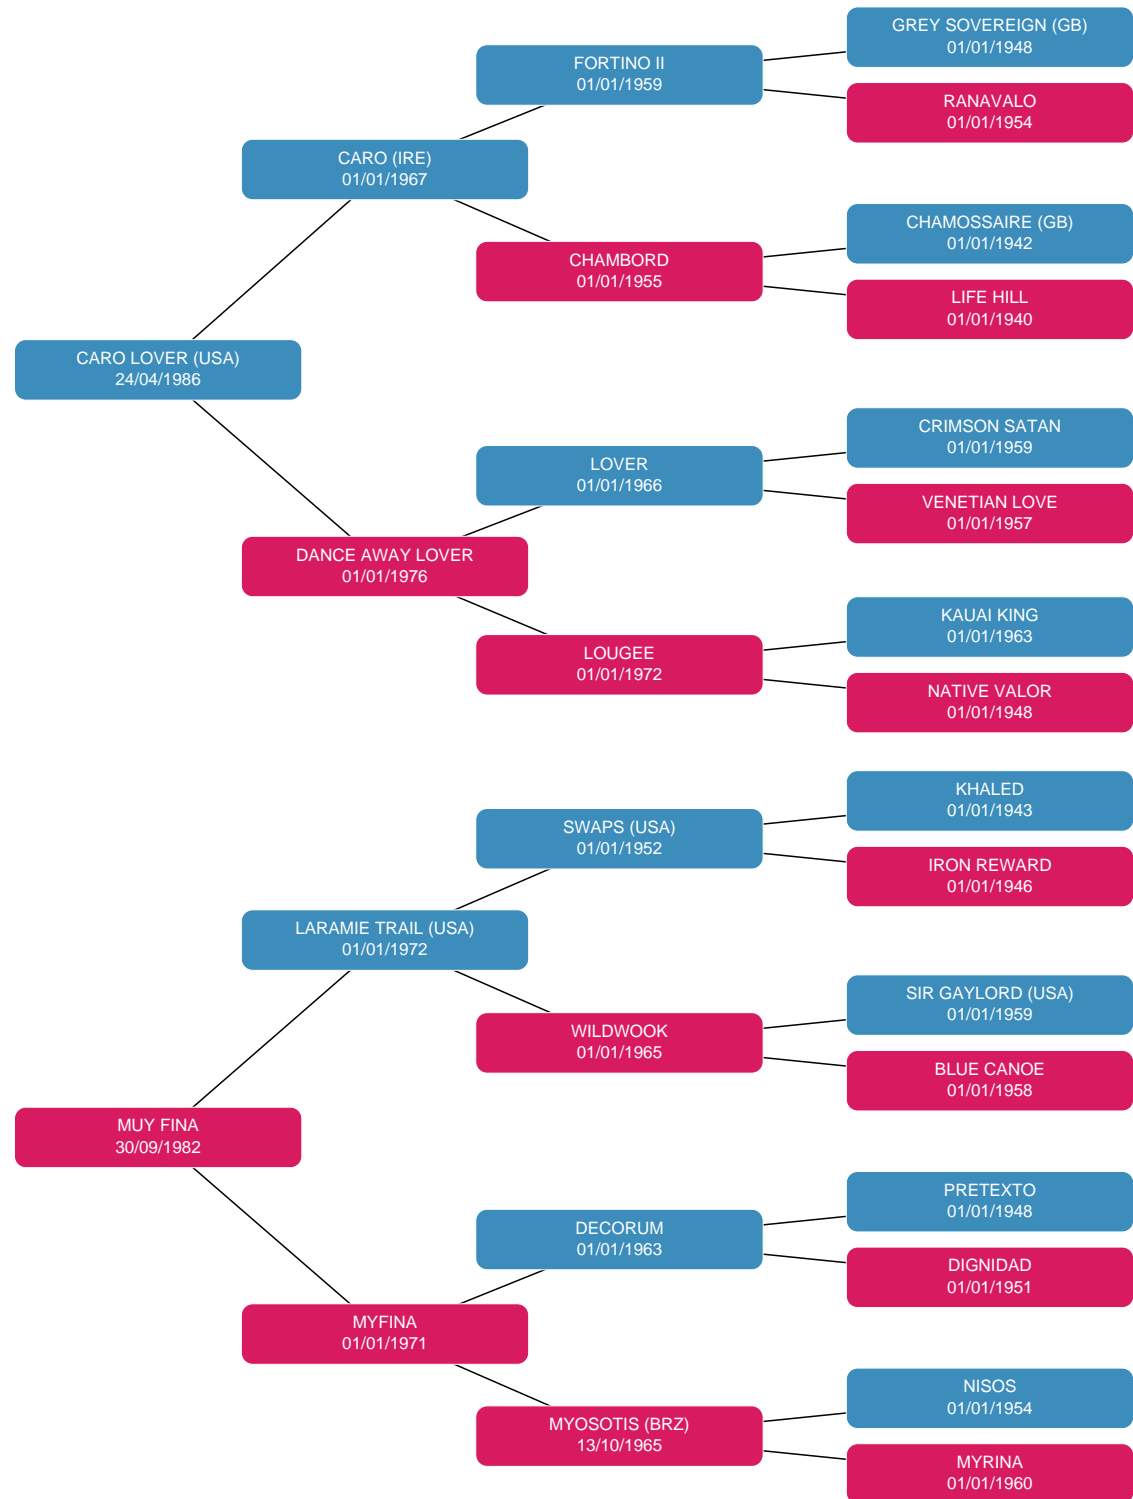 GREY SOVEREIGN (GB)
01/01/1948
FORTINO II
01/01/1959
RANAVALO
01/01/1954
CARO (IRE)
01/01/1967
CHAMOSSAIRE (GB)
01/01/1942
CHAMBORD
01/01/1955
LIFE HILL
01/01/1940
CARO LOVER (USA)
24/04/1986
CRIMSON SATAN
01/01/1959
LOVER
01/01/1966
VENETIAN LOVE
01/01/1957
DANCE AWAY LOVER
01/01/1976
KAUAI KING
01/01/1963
LOUGEE
01/01/1972
NATIVE VALOR
01/01/1948
KHALED
01/01/1943
SWAPS (USA)
01/01/1952
IRON REWARD
01/01/1946
LARAMIE TRAIL (USA)
01/01/1972
SIR GAYLORD (USA)
01/01/1959
WILDWOOK
01/01/1965
BLUE CANOE
01/01/1958
MUY FINA
30/09/1982
PRETEXTO
01/01/1948
DECORUM
01/01/1963
DIGNIDAD
01/01/1951
MYFINA
01/01/1971
NISOS
01/01/1954
MYOSOTIS (BRZ)
13/10/1965
MYRINA
01/01/1960